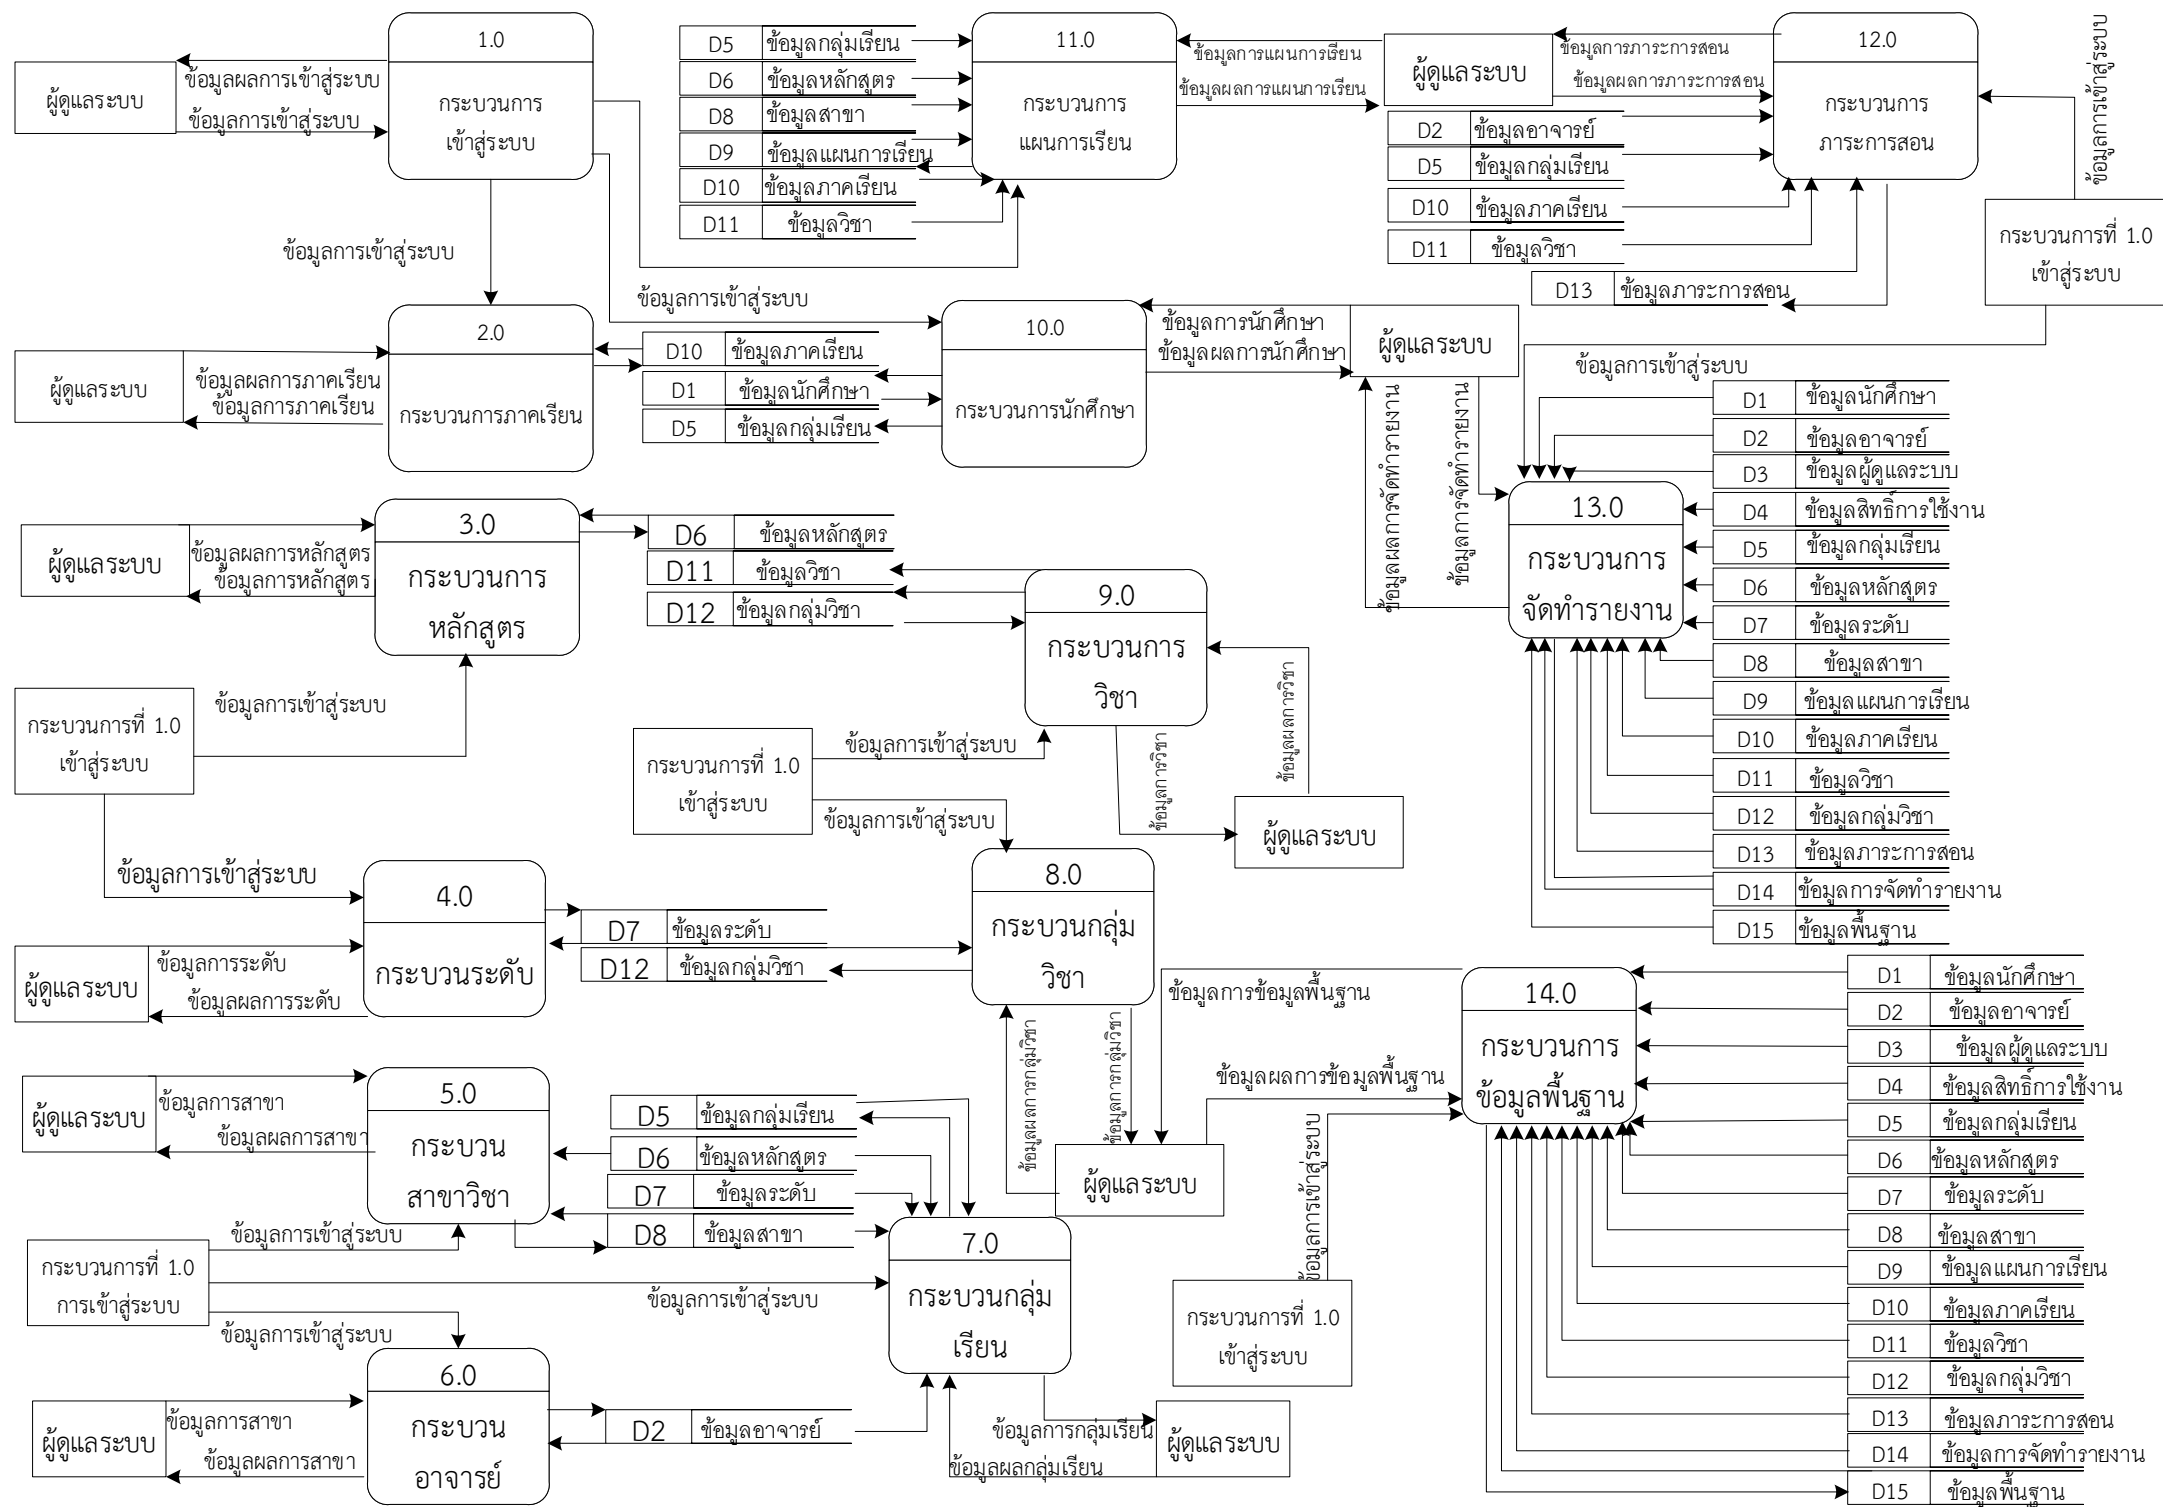 1.0
กระบวนการ
เข้าสู่ระบบ
ผู้ดูแลระบบ
ข้อมูลผลการเข้าสู่ระบบ
ข้อมูลการเข้าสู่ระบบ
ข้อมูลการเข้าสู่ระบบ
D5 ข้อมูลกลุ่มเรียน
D6 ข้อมูลหลักสูตร
D8 ข้อมูลสาขา
D9 ข้อมูลแผนการเรียน
D10 ข้อมูลภาคเรียน
D11 ข้อมูลวิชา
11.0
กระบวนการ
แผนการเรียน
ข้อมูลการแผนการเรียน
ข้อมูลผลการแผนการเรียน
ผู้ดูแลระบบ
ข้อมูลการภาระการสอน
ข้อมูลผลการภาระการสอน
D2 ข้อมูลอาจารย์
D5 ข้อมูลกลุ่มเรียน
D10 ข้อมูลภาคเรียน
D11 ข้อมูลวิชา
D13 ข้อมูลภาระการสอน
12.0
กระบวนการ
ภาระการสอน
ข้อมูลการเข้าสู่ระบบ
กระบวนการที่ 1.0
เข้าสู่ระบบ
2.0
กระบวนการภาคเรียน
ผู้ดูแลระบบ
ข้อมูลผลการภาคเรียน
ข้อมูลการภาคเรียน
ข้อมูลการเข้าสู่ระบบ
D10 ข้อมูลภาคเรียน
D1 ข้อมูลนักศึกษา
D5 ข้อมูลกลุ่มเรียน
10.0
กระบวนการนักศึกษา
ข้อมูลการนักศึกษา
ข้อมูลผลการนักศึกษา
ผู้ดูแลระบบ
ข้อมูลผลการจัดทำรายงาน
ข้อมูลการจัดทำรายงาน
ข้อมูลการเข้าสู่ระบบ
13.0
กระบวนการ
จัดทำรายงาน
D1 ข้อมูลนักศึกษา
D2 ข้อมูลอาจารย์
D3 ข้อมูลผู้ดูแลระบบ
D4 ข้อมูลสิทธิ์การใช้งาน
D5 ข้อมูลกลุ่มเรียน
D6 ข้อมูลหลักสูตร
D7 ข้อมูลระดับ
D8 ข้อมูลสาขา
D9 ข้อมูลแผนการเรียน
D10 ข้อมูลภาคเรียน
D11 ข้อมูลวิชา
D12 ข้อมูลกลุ่มวิชา
D13 ข้อมูลภาระการสอน
D14 ข้อมูลการจัดทำรายงาน
D15 ข้อมูลพื้นฐาน
3.0
กระบวนการ
หลักสูตร
ผู้ดูแลระบบ
ข้อมูลผลการหลักสูตร
ข้อมูลการหลักสูตร
D6 ข้อมูลหลักสูตร
D11 ข้อมูลวิชา
D12 ข้อมูลกลุ่มวิชา
9.0
กระบวนการ
วิชา
ข้อมูลผลการวิชา
ข้อมูลการวิชา
ผู้ดูแลระบบ
กระบวนการที่ 1.0
เข้าสู่ระบบ
ข้อมูลการเข้าสู่ระบบ
กระบวนการที่ 1.0
เข้าสู่ระบบ
ข้อมูลการเข้าสู่ระบบ
ข้อมูลการเข้าสู่ระบบ
ข้อมูลการเข้าสู่ระบบ
4.0
กระบวนระดับ
ผู้ดูแลระบบ
ข้อมูลการระดับ
ข้อมูลผลการระดับ
D7 ข้อมูลระดับ
D12 ข้อมูลกลุ่มวิชา
8.0
กระบวนกลุ่ม
วิชา
ข้อมูลผลการกลุ่มวิชา
ข้อมูลการกลุ่มวิชา
ข้อมูลการข้อมูลพื้นฐาน
ข้อมูลผลการข้อมูลพื้นฐาน
ผู้ดูแลระบบ
14.0
กระบวนการ
ข้อมูลพื้นฐาน
D1 ข้อมูลนักศึกษา
D2 ข้อมูลอาจารย์
D3 ข้อมูลผู้ดูแลระบบ
D4 ข้อมูลสิทธิ์การใช้งาน
D5 ข้อมูลกลุ่มเรียน
D6 ข้อมูลหลักสูตร
D7 ข้อมูลระดับ
D8 ข้อมูลสาขา
D9 ข้อมูลแผนการเรียน
D10 ข้อมูลภาคเรียน
D11 ข้อมูลวิชา
D12 ข้อมูลกลุ่มวิชา
D13 ข้อมูลภาระการสอน
D14 ข้อมูลการจัดทำรายงาน
D15 ข้อมูลพื้นฐาน
ข้อมูลการเข้าสู่ระบบ
กระบวนการที่ 1.0
เข้าสู่ระบบ
5.0
กระบวน
สาขาวิชา
ผู้ดูแลระบบ
ข้อมูลการสาขา
ข้อมูลผลการสาขา
D5 ข้อมูลกลุ่มเรียน
D6 ข้อมูลหลักสูตร
D7 ข้อมูลระดับ
D8 ข้อมูลสาขา
7.0
กระบวนกลุ่ม
เรียน
กระบวนการที่ 1.0
การเข้าสู่ระบบ
ข้อมูลการเข้าสู่ระบบ
ข้อมูลการเข้าสู่ระบบ
ข้อมูลการเข้าสู่ระบบ
6.0
กระบวน
อาจารย์
ผู้ดูแลระบบ
ข้อมูลการสาขา
ข้อมูลผลการสาขา
D2 ข้อมูลอาจารย์
ข้อมูลการกลุ่มเรียน
ข้อมูลผลกลุ่มเรียน
ผู้ดูแลระบบ